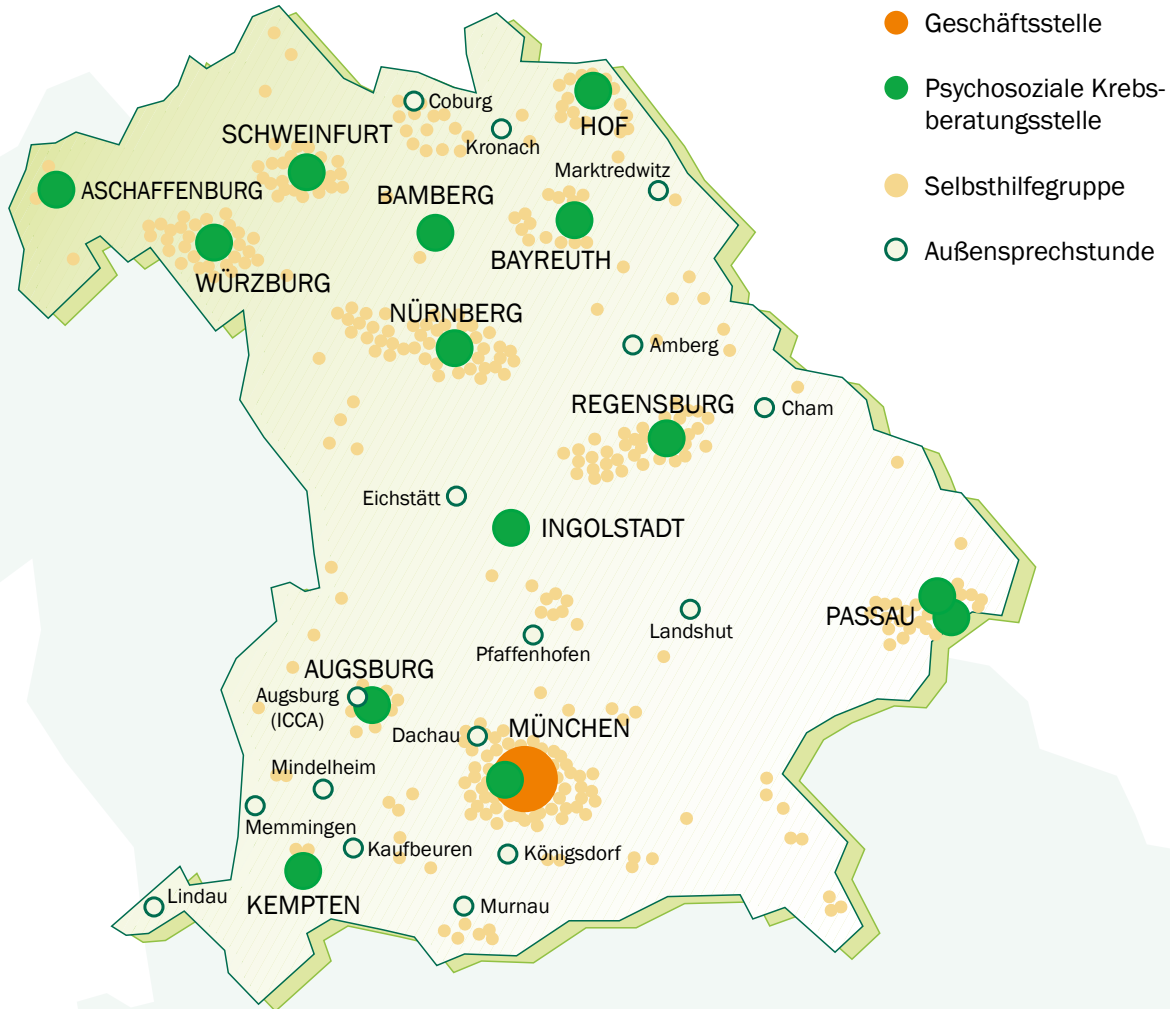 Geschäftsstelle
Psychosoziale Krebs-
beratungsstelle
Selbsthilfegruppe
Außensprechstunde
Coburg
Kronach
HOF
SCHWEINFURT
Marktredwitz
ASCHAFFENBURG
BAMBERG
BAYREUTH
WÜRZBURG
NÜRNBERG
Amberg
REGENSBURG
Cham
Eichstätt
INGOLSTADT
PASSAU
Landshut
Pfaffenhofen
AUGSBURG
Augsburg
(ICCA)
Dachau
MÜNCHEN
Mindelheim
Memmingen
Kaufbeuren
Königsdorf
Lindau
KEMPTEN
Murnau